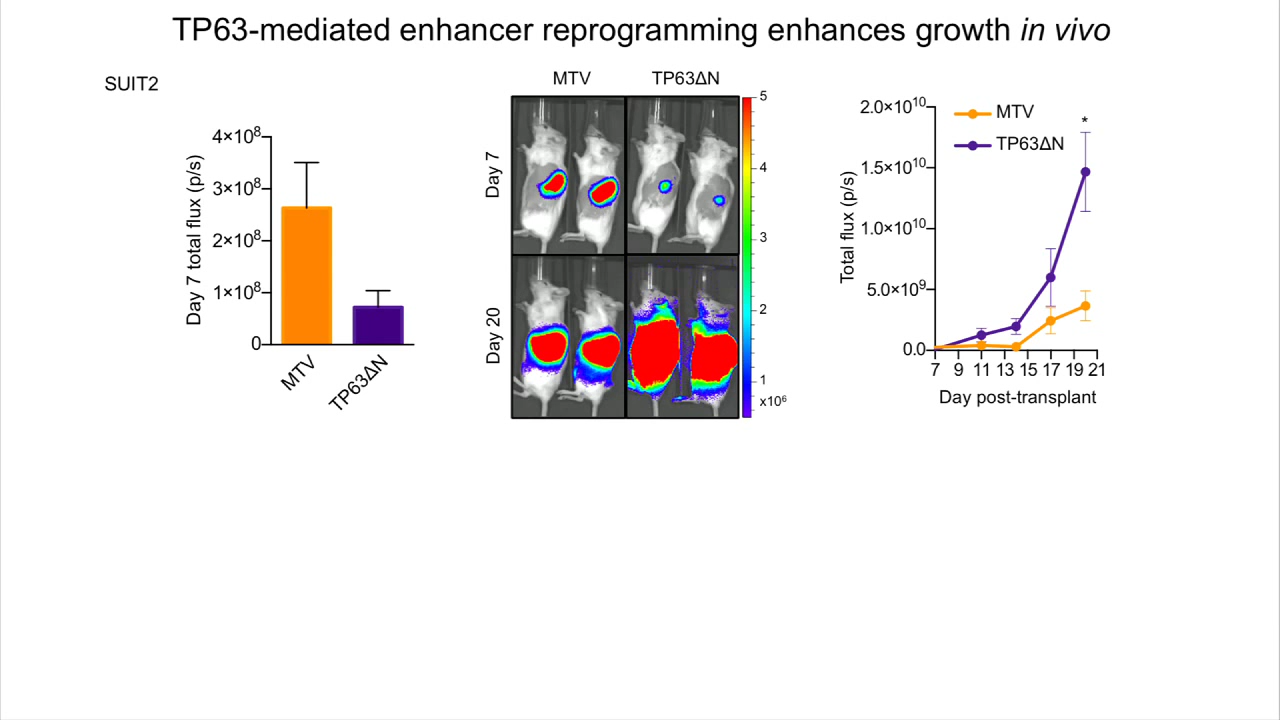 TP63-mediated enhancer reprogramming enhances growth in vivo
SUIT2
Day 7 total flux (p/s)
4×10⁸
3×10⁸
2×10⁸
1×10⁸
0
MTV
TP63ΔN
MTV
TP63ΔN
Day 7
Day 20
5
4
3
2
1
x10⁶
Total flux (p/s)
2.0×10¹⁰
1.5×10¹⁰
1.0×10¹⁰
5.0×10⁹
0.0
MTV
TP63ΔN
*
7 9 11 13 15 17 19 21
Day post-transplant